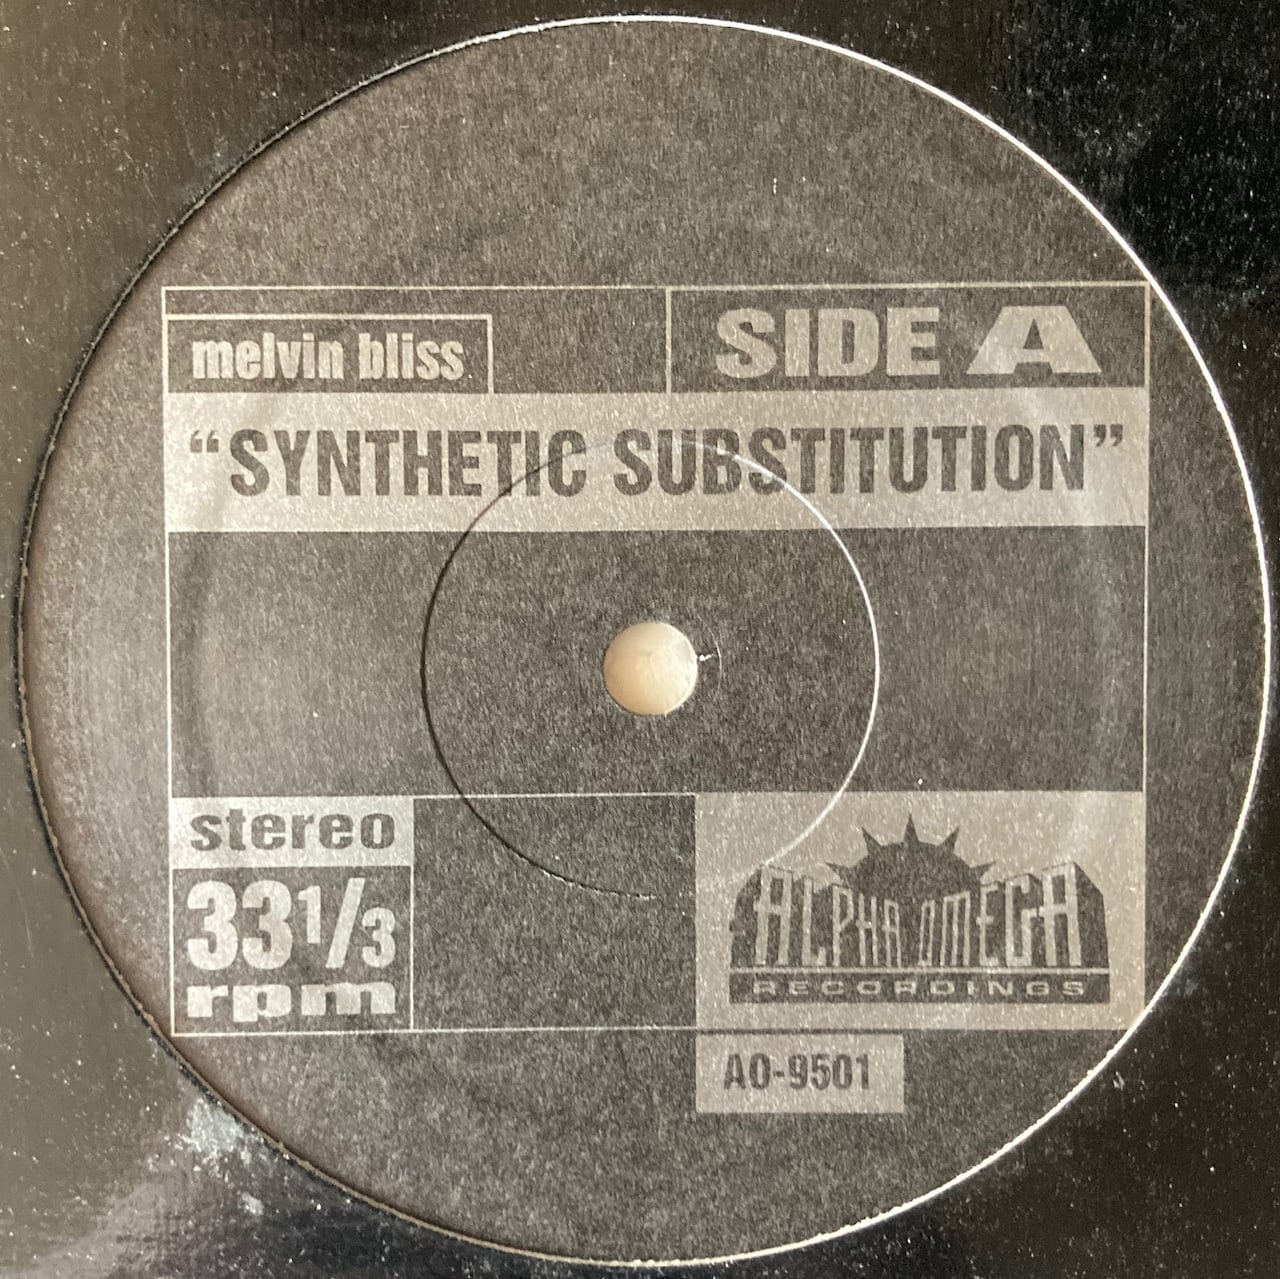 melvin bliss
SIDE A
“SYNTHETIC SUBSTITUTION”
stereo
33 1/3
rpm
ALPHA OMEGA
RECORDINGS
AO-9501